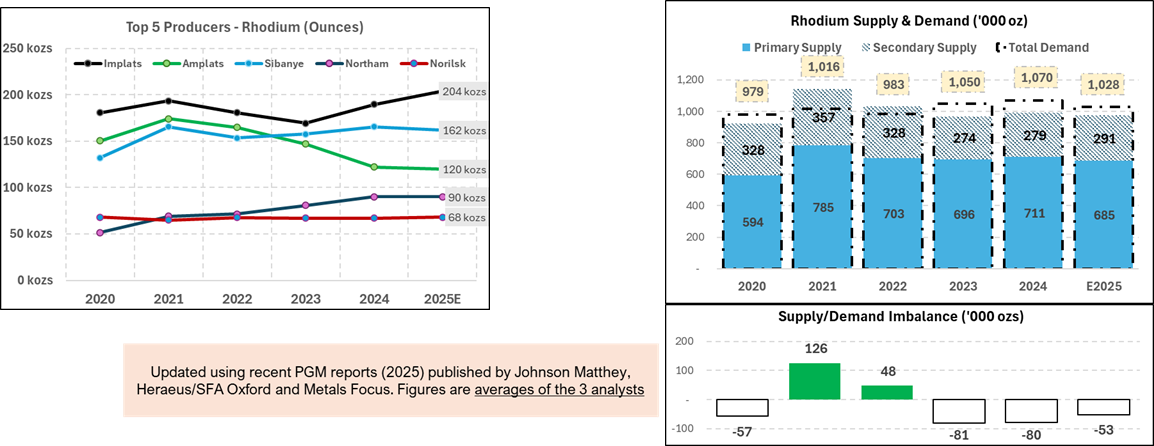 Top 5 Producers - Rhodium (Ounces)
250 kozs
Implats Amplats Sibanye Northam Norilsk
200 kozs
150 kozs
100 kozs
50 kozs
0 kozs
204 kozs
162 kozs
120 kozs
90 kozs
68 kozs
2020 2021 2022 2023 2024 2025E
Updated using recent PGM reports (2025) published by Johnson Matthey,
Heraeus/SFA Oxford and Metals Focus. Figures are averages of the 3 analysts
Rhodium Supply & Demand ('000 oz)
Primary Supply Secondary Supply Total Demand
979 1,016 983 1,050 1,070 1,028
1,200
1,000
800
600
400
200
-
328 357 328 274 279 291
594 785 703 696 711 685
2020 2021 2022 2023 2024 E2025
Supply/Demand Imbalance ('000 ozs)
200
100
-
-100
-57 126 48 -81 -80 -53